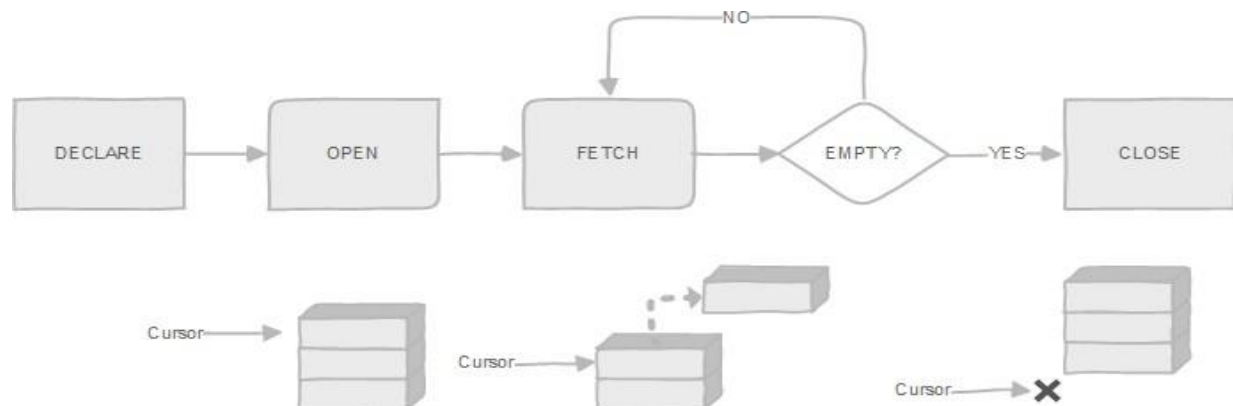 NO
DECLARE
OPEN
FETCH
EMPTY?
YES
CLOSE
Cursor
Cursor
Cursor